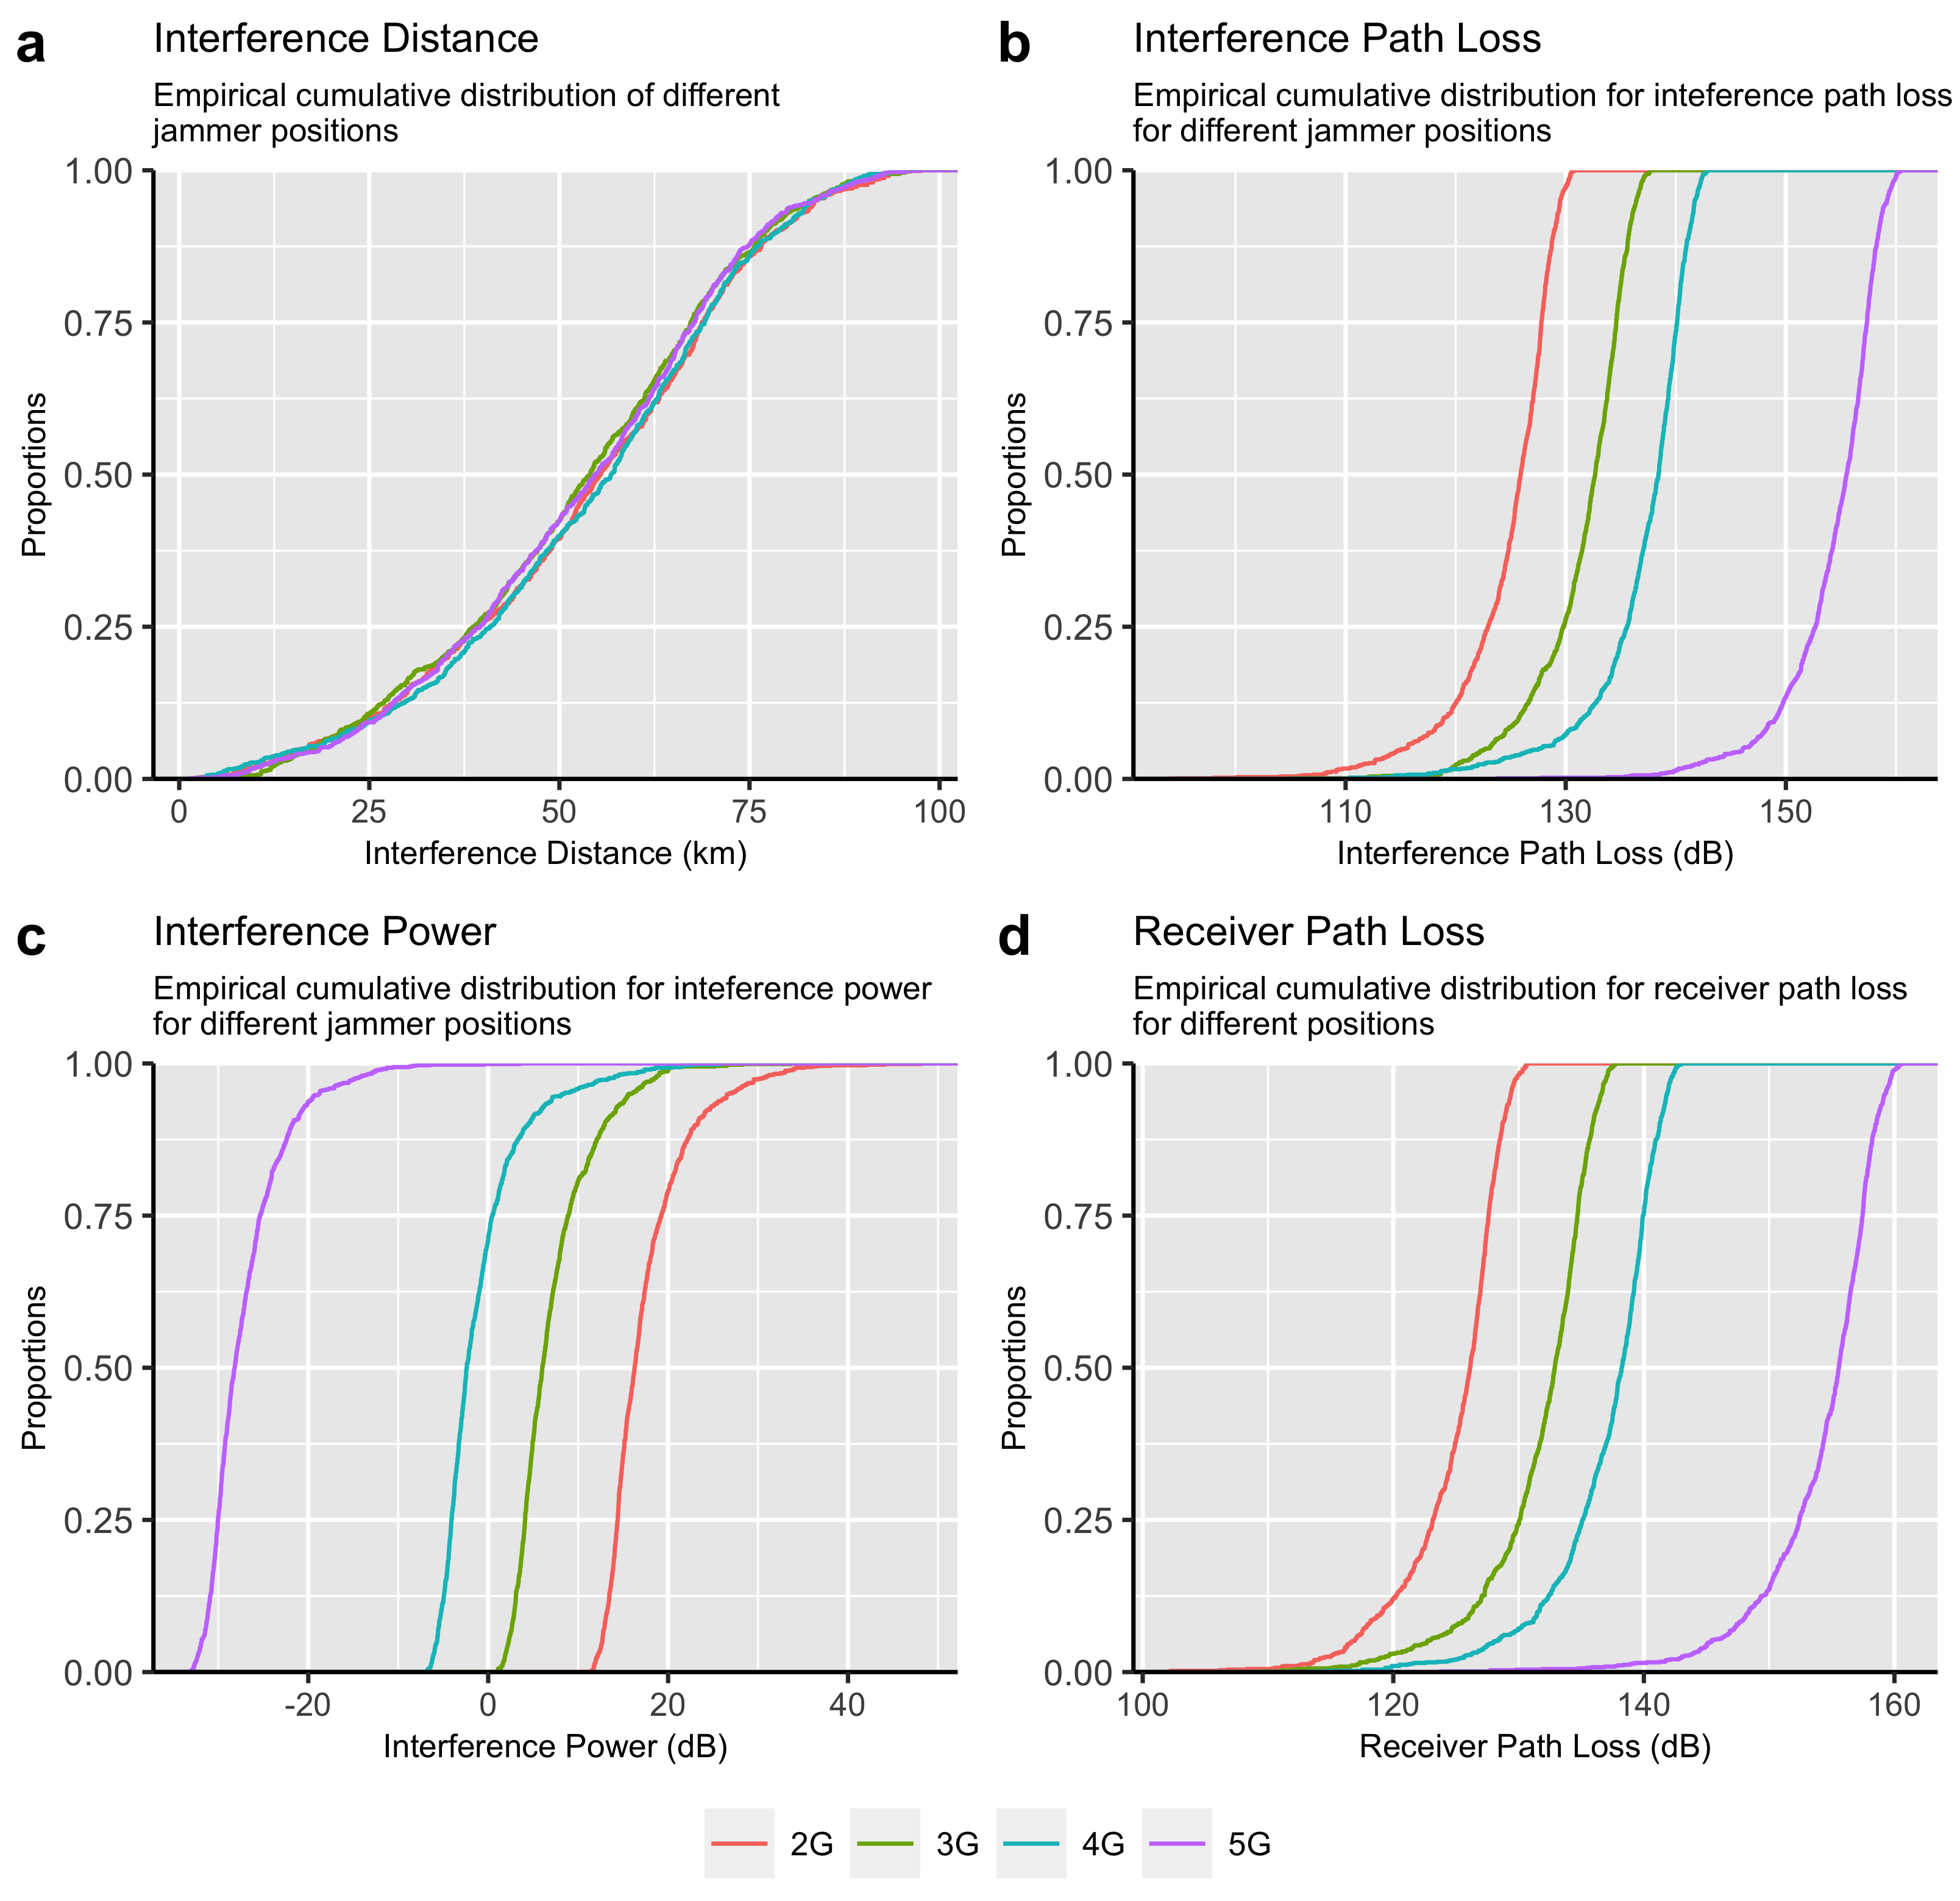 a
Interference Distance
Empirical cumulative distribution of different
jammer positions
1.00
0.75
0.50
0.25
0.00
Proportions
0 25 50 75 100
Interference Distance (km)
b
Interference Path Loss
Empirical cumulative distribution for inteference path loss
for different jammer positions
1.00
0.75
0.50
0.25
0.00
Proportions
110 130 150
Interference Path Loss (dB)
c
Interference Power
Empirical cumulative distribution for inteference power
for different jammer positions
1.00
0.75
0.50
0.25
0.00
Proportions
-20 0 20 40
Interference Power (dB)
d
Receiver Path Loss
Empirical cumulative distribution for receiver path loss
for different positions
1.00
0.75
0.50
0.25
0.00
Proportions
100 120 140 160
Receiver Path Loss (dB)
2G 3G 4G 5G